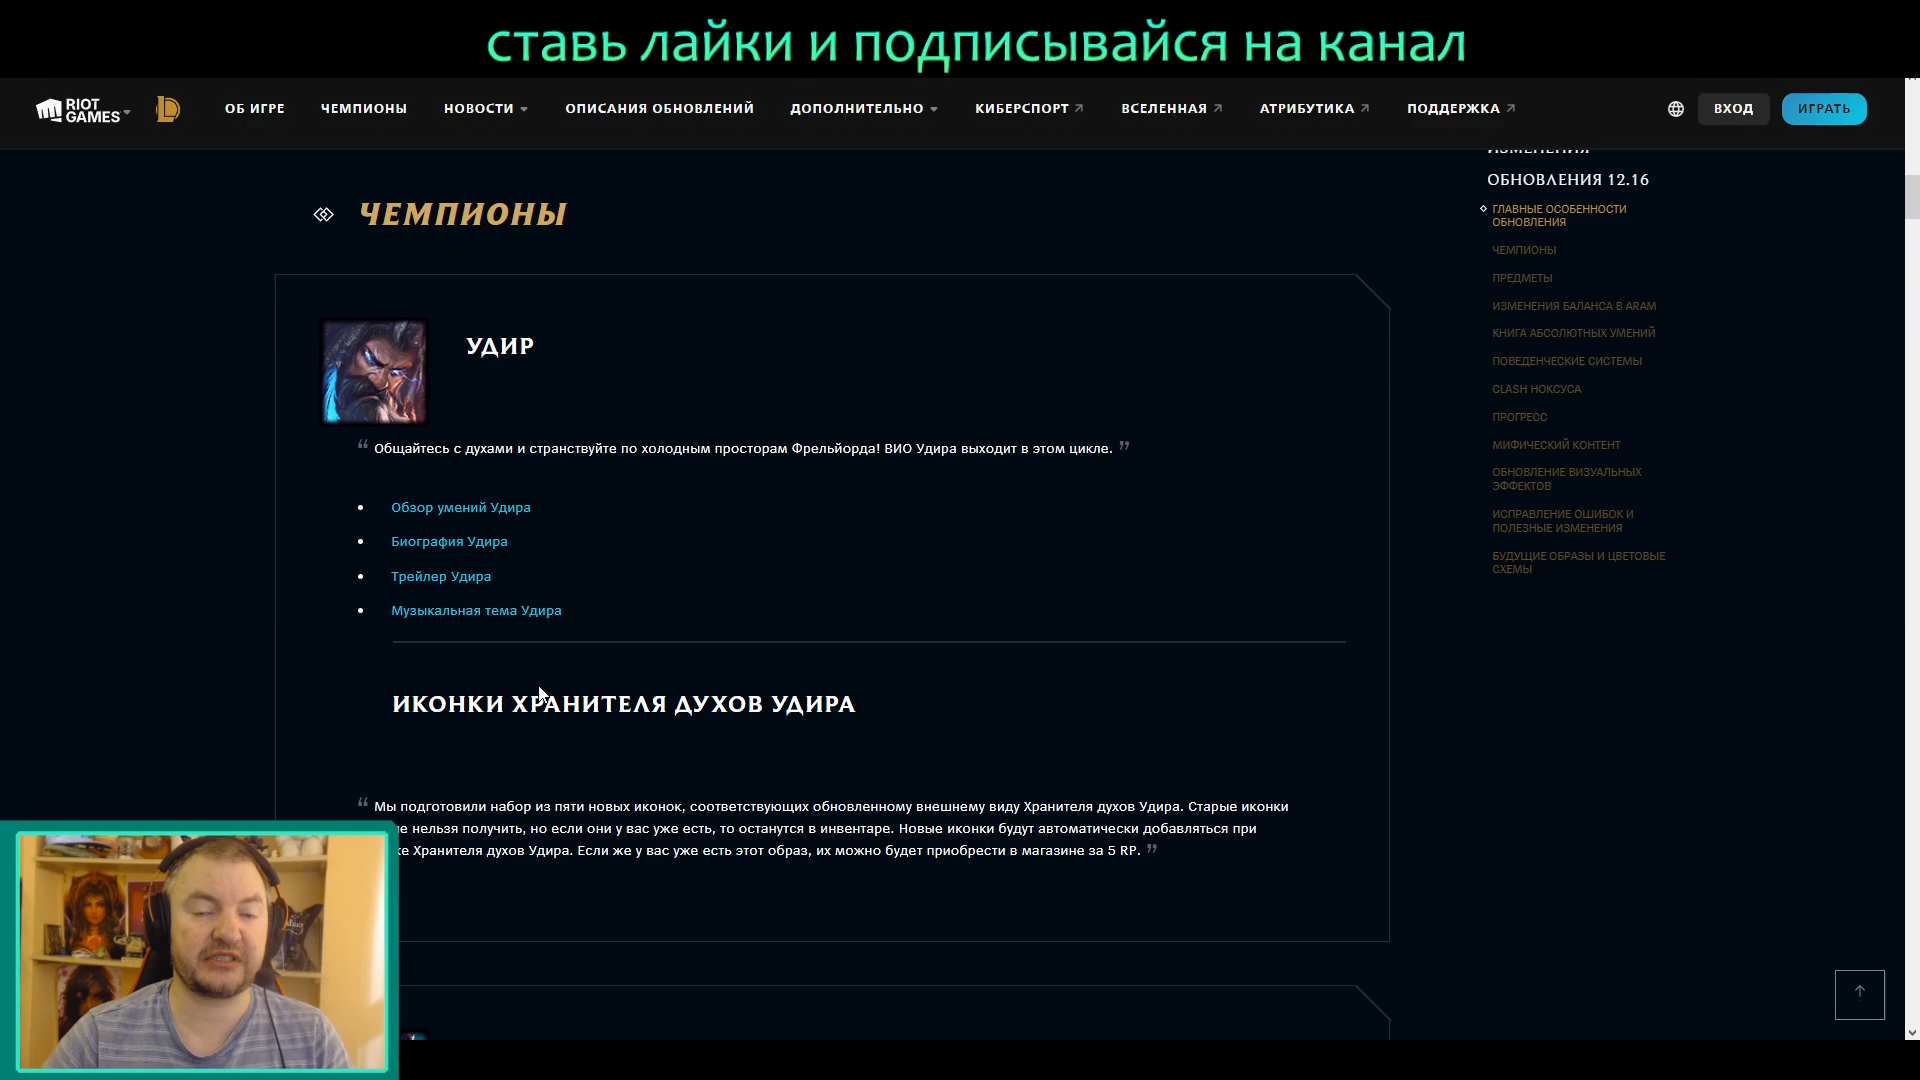 ставь лайки и подписывайся на канал
RIOT GAMES
ОБ ИГРЕ
ЧЕМПИОНЫ
НОВОСТИ
ОПИСАНИЯ ОБНОВЛЕНИЙ
ДОПОЛНИТЕЛЬНО
КИБЕРСПОРТ
ВСЕЛЕННАЯ
АТРИБУТИКА
ПОДДЕРЖКА
ВХОД
ИГРАТЬ
ЧЕМПИОНЫ
УДИР
“ Общайтесь с духами и странствуйте по холодным просторам Фрельйорда! ВИО Удира выходит в этом цикле. ”
• Обзор умений Удира
• Биография Удира
• Трейлер Удира
• Музыкальная тема Удира
ИКОНКИ ХРАНИТЕЛЯ ДУХОВ УДИРА
“ Мы подготовили набор из пяти новых иконок, соответствующих обновленному внешнему виду Хранителя духов Удира. Старые иконки
нельзя получить, но если они у вас уже есть, то останутся в инвентаре. Новые иконки будут автоматически добавляться при
Хранителя духов Удира. Если же у вас уже есть этот образ, их можно будет приобрести в магазине за 5 RP. ”
ИЗМЕНЕНИЯ
ОБНОВЛЕНИЯ 12.16
ГЛАВНЫЕ ОСОБЕННОСТИ
ОБНОВЛЕНИЯ
ЧЕМПИОНЫ
ПРЕДМЕТЫ
ИЗМЕНЕНИЯ БАЛАНСА В ARAM
КНИГА АБСОЛЮТНЫХ УМЕНИЙ
ПОВЕДЕНЧЕСКИЕ СИСТЕМЫ
CLASH НОКСУСА
ПРОГРЕСС
МИФИЧЕСКИЙ КОНТЕНТ
ОБНОВЛЕНИЕ ВИЗУАЛЬНЫХ
ЭФФЕКТОВ
ИСПРАВЛЕНИЕ ОШИБОК И
ПОЛЕЗНЫЕ ИЗМЕНЕНИЯ
БУДУЩИЕ ОБРАЗЫ И ЦВЕТОВЫЕ
СХЕМЫ